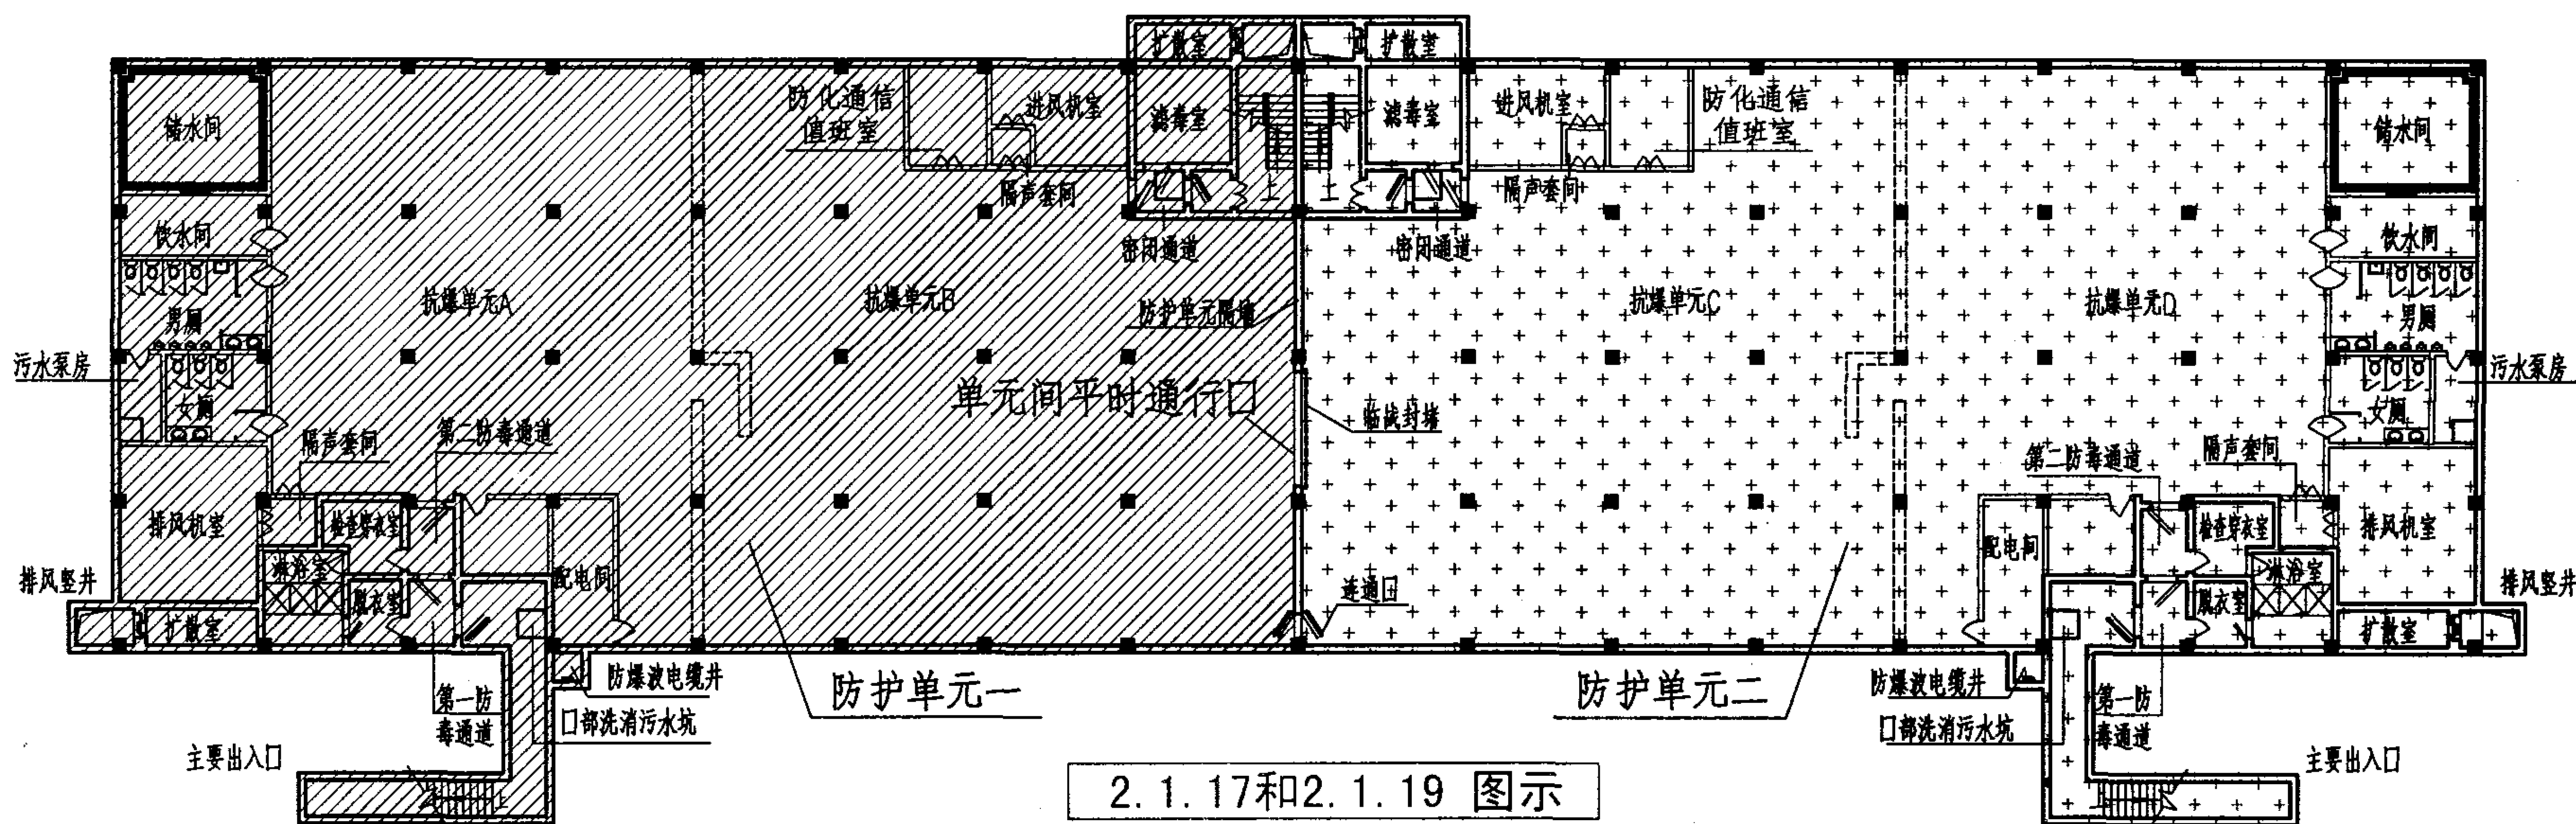 扩散室
扩散室
储水间
防化通信
值班室
进风机室
滤毒室
滤毒室
进风机室
防化通信
值班室
储水间
隔声套间
上
上
隔声套间
饮水间
密闭通道
密闭通道
饮水间
抗爆单元A
抗爆单元B
防护单元隔墙
抗爆单元C
抗爆单元D
男厕
男厕
污水泵房
污水泵房
单元间平时通行口
临战封堵
女厕
女厕
隔声套间
第二防毒通道
第二防毒通道
隔声套间
排风机室
检查穿衣室
检查穿衣室
排风机室
配电间
配电间
排风竖井
淋浴室
淋浴室
排风竖井
脱衣室
连通口
脱衣室
扩散室
扩散室
防爆波电缆井
防护单元一
防护单元二
防爆波电缆井
第一防
毒通道
口部洗消污水坑
口部洗消污水坑
第一防
毒通道
主要出入口
主要出入口
上
2.1.17和2.1.19 图示